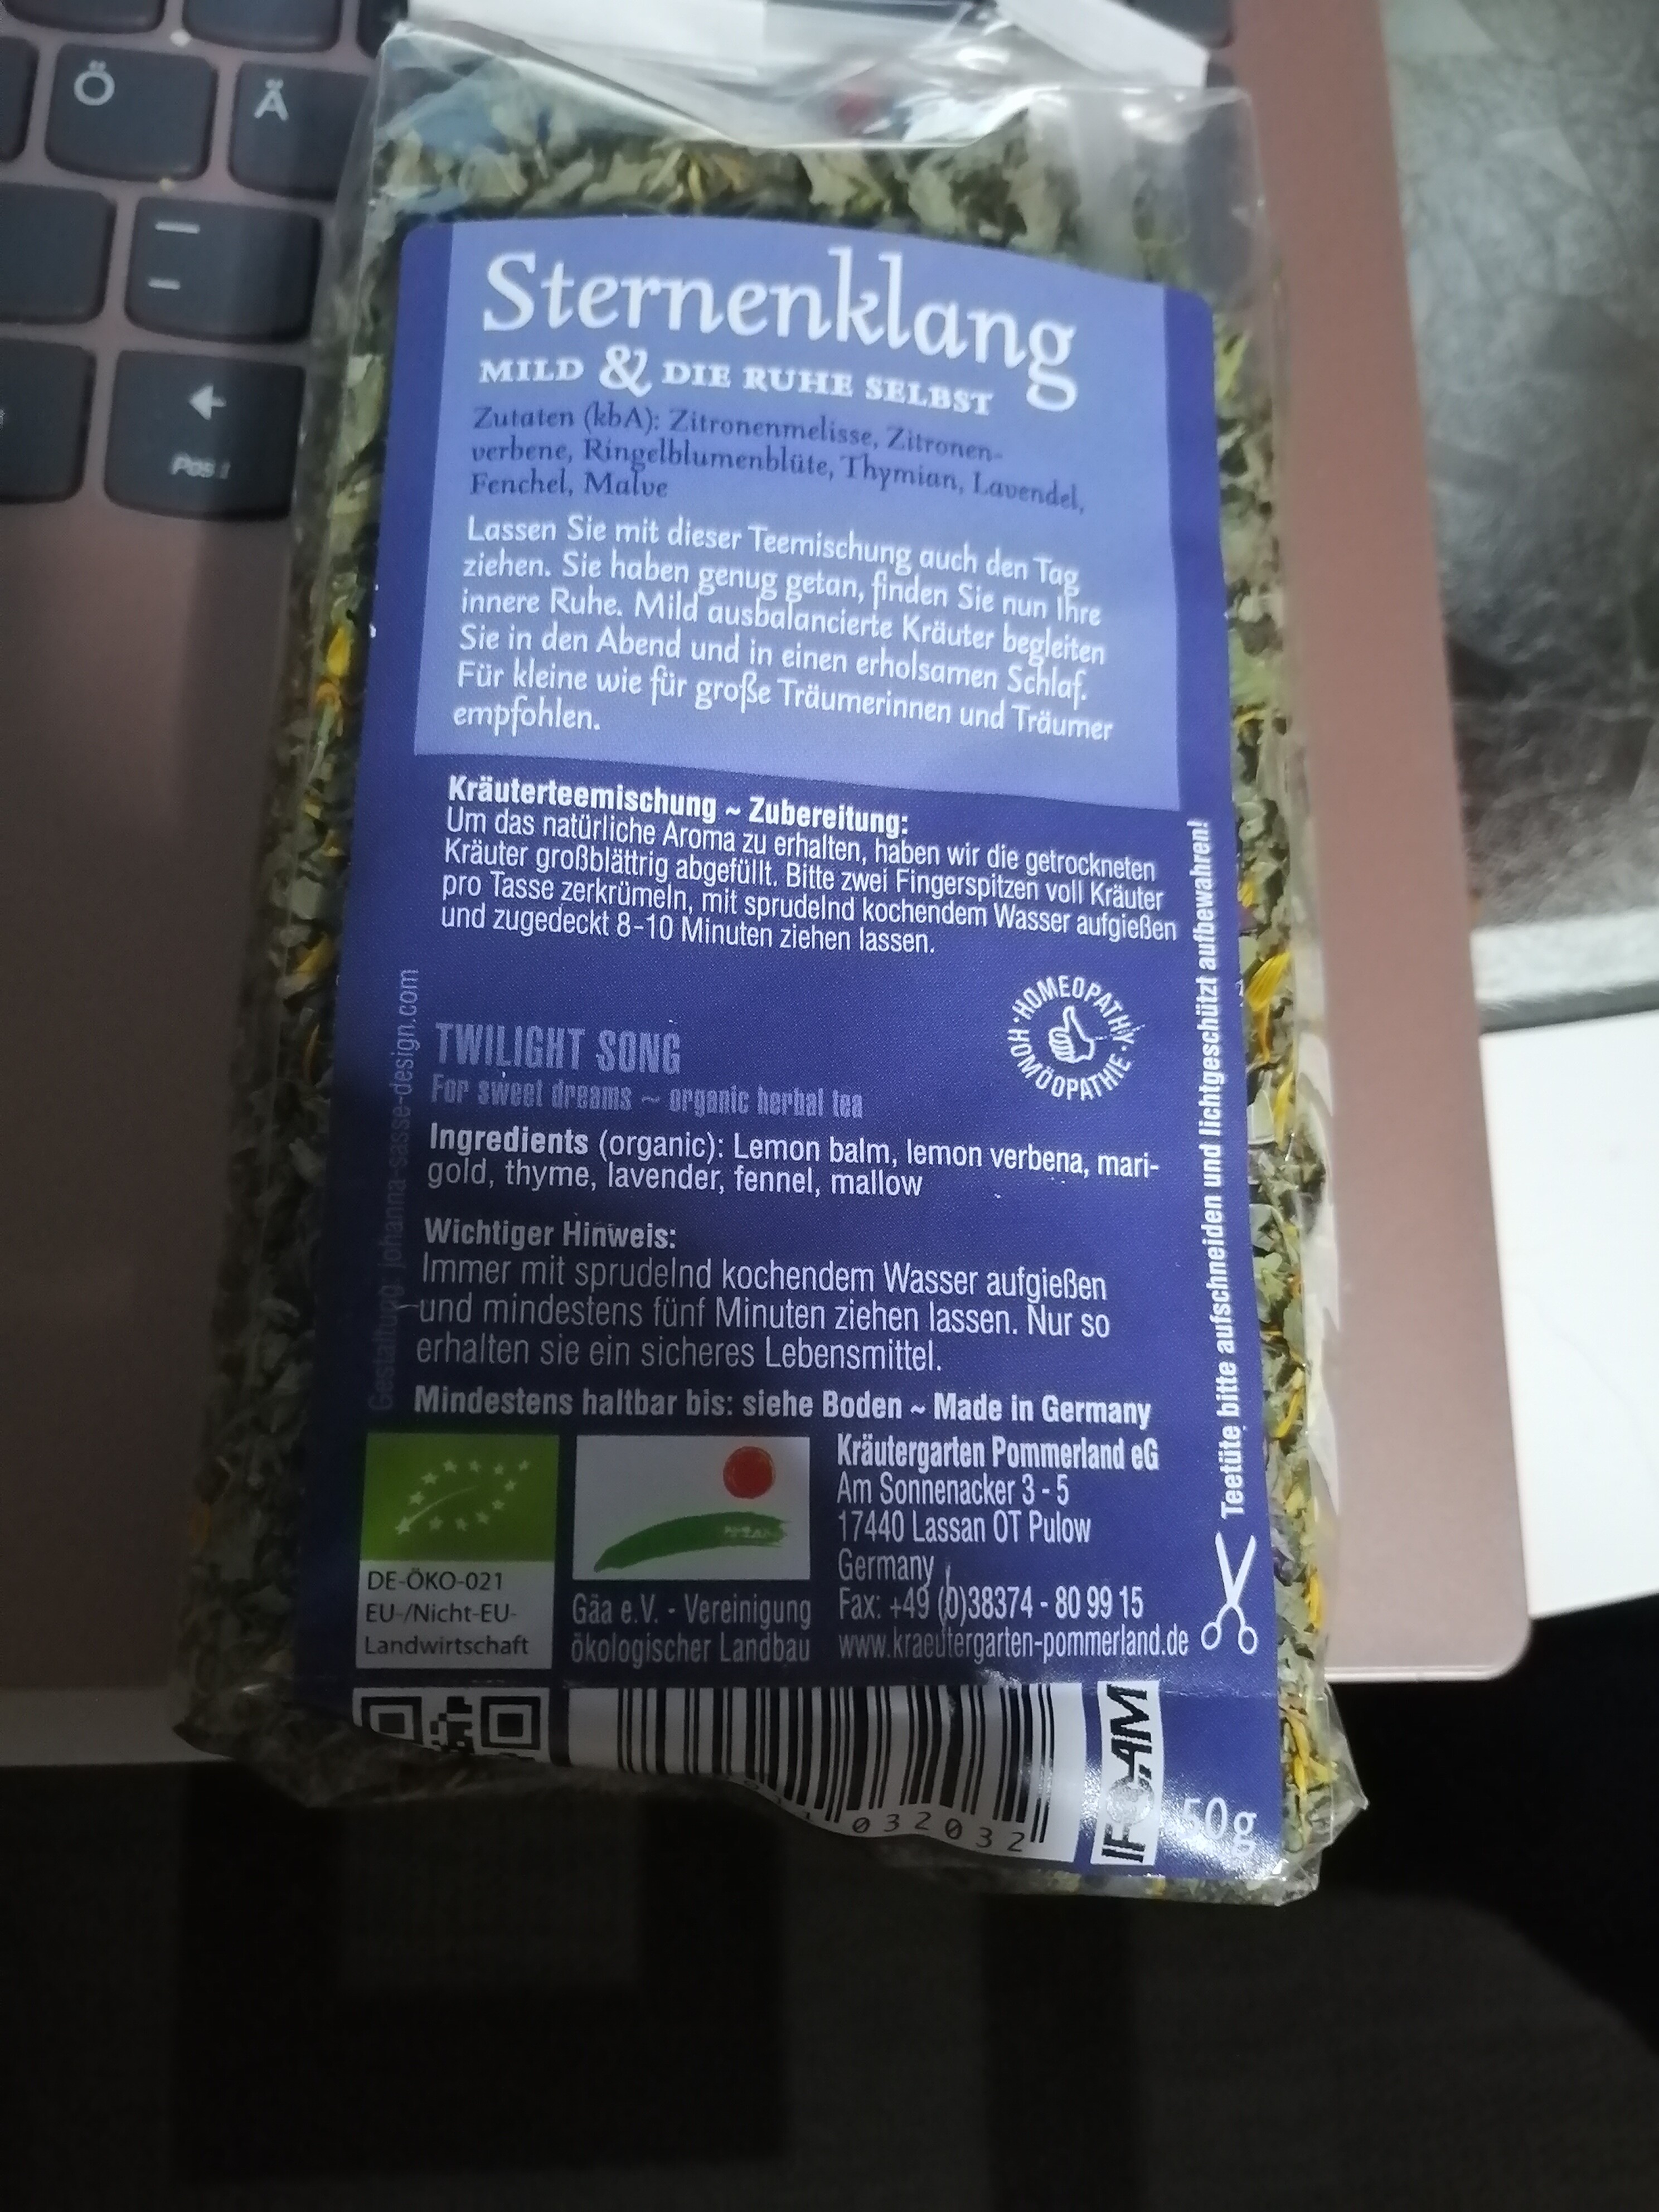 Ö
Ä
Pos 1
Sternenklang
MILD & DIE RUHE SELBST
Zutaten (kbA): Zitronenmelisse, Zitronen-
verbene, Ringelblumenblüte, Thymian, Lavendel,
Fenchel, Malve
Lassen Sie mit dieser Teemischung auch den Tag
ziehen. Sie haben genug getan, finden Sie nun Ihre
innere Ruhe. Mild ausbalancierte Kräuter begleiten
Sie in den Abend und in einen erholsamen Schlaf.
Für kleine wie für große Träumerinnen und Träumer
empfohlen.
Kräuterteemischung ~ Zubereitung:
Um das natürliche Aroma zu erhalten, haben wir die getrockneten
Kräuter großblättrig abgefüllt. Bitte zwei Fingerspitzen voll Kräuter
pro Tasse zerkrümeln, mit sprudelnd kochendem Wasser aufgießen
und zugedeckt 8-10 Minuten ziehen lassen.
HOMEOPATHY · HOMÖOPATHIE ·
TWILIGHT SONG
For sweet dreams ~ organic herbal tea
Ingredients (organic): Lemon balm, lemon verbena, mari-
gold, thyme, lavender, fennel, mallow
Wichtiger Hinweis:
Immer mit sprudelnd kochendem Wasser aufgießen
und mindestens fünf Minuten ziehen lassen. Nur so
erhalten sie ein sicheres Lebensmittel.
Mindestens haltbar bis: siehe Boden ~ Made in Germany
Kräutergarten Pommerland eG
Am Sonnenacker 3 - 5
17440 Lassan OT Pulow
Germany
Fax: +49 (0)38374 - 80 99 15
www.kraeutergarten-pommerland.de
DE-ÖKO-021
EU-/Nicht-EU-
Landwirtschaft
Gäa e.V. - Vereinigung
ökologischer Landbau
Gestaltung: johanna-sasse-design.com
Teetüte bitte aufschneiden und lichtgeschützt aufbewahren!
032032
IFOAM
50g